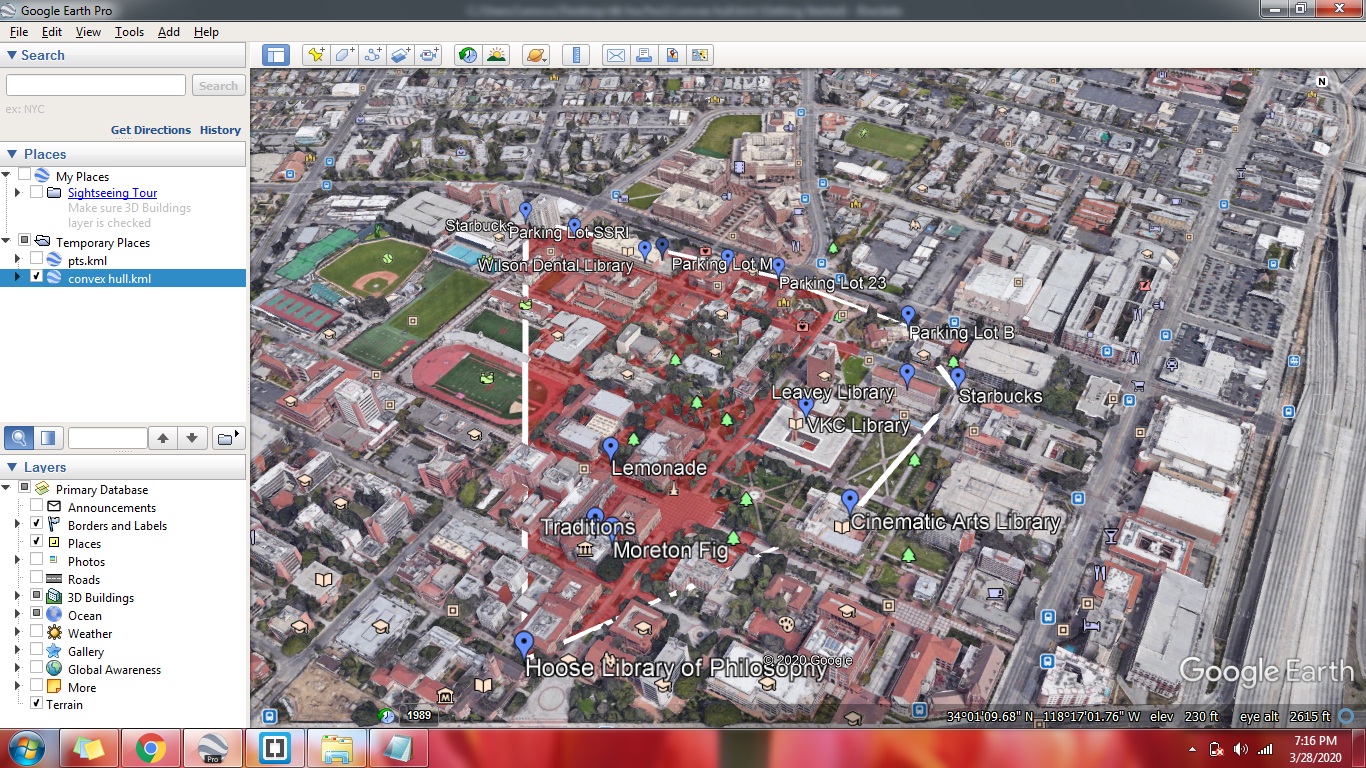 Google Earth Pro
File Edit View Tools Add Help
Search
Search
ex: NYC
Get Directions History
Places
My Places
Sightseeing Tour
Make sure 3D Buildings
layer is checked
Temporary Places
pts.kml
convex hull.kml
Layers
Primary Database
Announcements
Borders and Labels
Places
Photos
Roads
3D Buildings
Ocean
Weather
Gallery
Global Awareness
More
Terrain
N
Starbucks
Parking Lot SSRI
Wilson Dental Library
Parking Lot M
Parking Lot 23
Parking Lot B
Leavey Library
Starbucks
VKC Library
Lemonade
Cinematic Arts Library
Traditions
Moreton Fig
Hoose Library of Philosophy
© 2020 Google
Google Earth
1989
34°01'09.68" N 118°17'01.76" W elev 230 ft eye alt 2615 ft
Pro
7:16 PM
3/28/2020